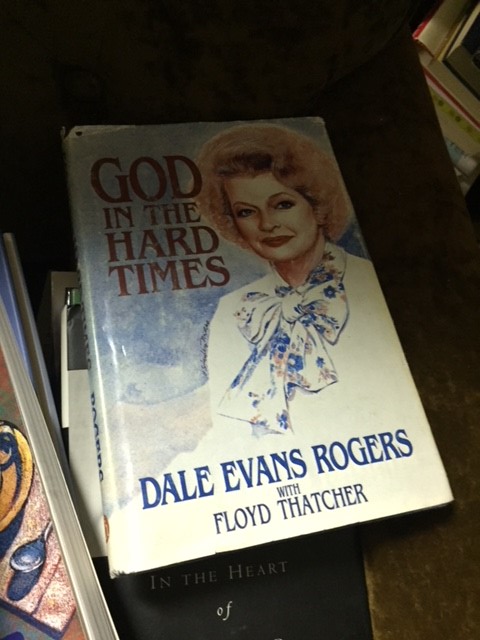 GOD
IN THE
HARD
TIMES
DALE EVANS ROGERS
WITH
FLOYD THATCHER
IN THE HEART
of